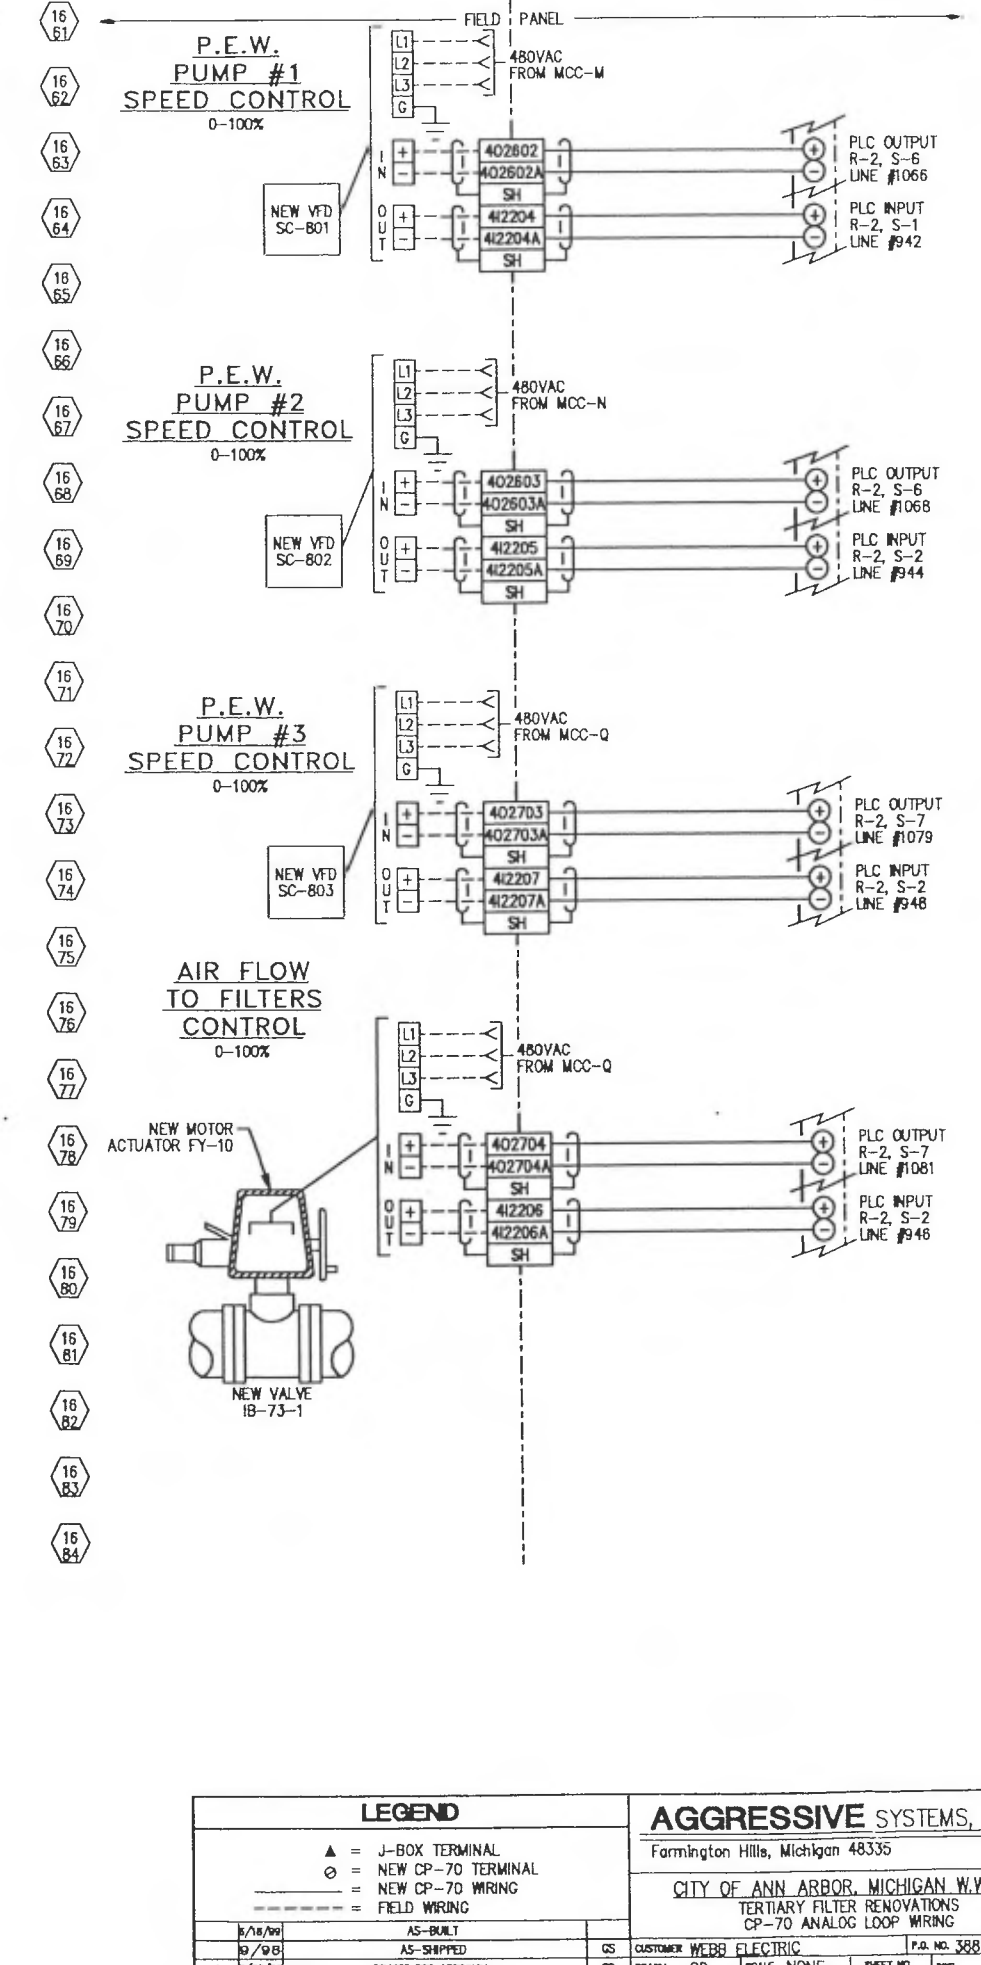 FIELD PANEL
16
61
P.E.W.
PUMP #1
SPEED CONTROL
0-100%
L1
L2
L3
G
480VAC
FROM MCC-M
16
62
16
63
IN
+
-
402602
402602A
SH
+
-
PLC OUTPUT
R-2, S-6
LINE #1066
16
64
NEW VFD
SC-801
OUT
+
-
412204
412204A
SH
+
-
PLC INPUT
R-2, S-1
LINE #942
16
65
16
66
P.E.W.
PUMP #2
SPEED CONTROL
0-100%
L1
L2
L3
G
480VAC
FROM MCC-N
16
67
16
68
IN
+
-
402603
402603A
SH
+
-
PLC OUTPUT
R-2, S-6
LINE #1068
16
69
NEW VFD
SC-802
OUT
+
-
412205
412205A
SH
+
-
PLC INPUT
R-2, S-2
LINE #944
16
70
16
71
P.E.W.
PUMP #3
SPEED CONTROL
0-100%
L1
L2
L3
G
480VAC
FROM MCC-Q
16
72
16
73
IN
+
-
402703
402703A
SH
+
-
PLC OUTPUT
R-2, S-7
LINE #1079
16
74
NEW VFD
SC-803
OUT
+
-
412207
412207A
SH
+
-
PLC INPUT
R-2, S-2
LINE #948
16
75
AIR FLOW
TO FILTERS
CONTROL
0-100%
16
76
L1
L2
L3
G
480VAC
FROM MCC-Q
16
77
16
78
NEW MOTOR
ACTUATOR FY-10
IN
+
-
402704
402704A
SH
+
-
PLC OUTPUT
R-2, S-7
LINE #1081
16
79
OUT
+
-
412206
412206A
SH
+
-
PLC INPUT
R-2, S-2
LINE #946
16
80
16
81
NEW VALVE
IB-73-1
16
82
16
83
16
84
LEGEND
▲ = J-BOX TERMINAL
⊘ = NEW CP-70 TERMINAL
= NEW CP-70 WIRING
= FIELD WIRING
AS-BUILT
9/98 AS-SHIPPED GS
AGGRESSIVE SYSTEMS,
Farmington Hills, Michigan 48335
CITY OF ANN ARBOR, MICHIGAN W.W
TERTIARY FILTER RENOVATIONS
CP-70 ANALOG LOOP WIRING
CUSTOMER WEBB ELECTRIC P.O. NO. 388